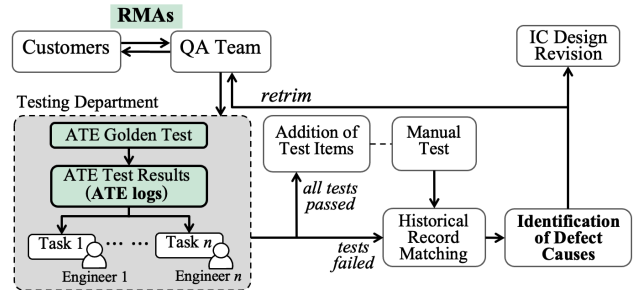 RMAs
Customers
QA Team
IC Design
Revision
retrim
Testing Department
ATE Golden Test
ATE Test Results
(ATE logs)
Task 1
... ...
Task n
Engineer 1
Engineer n
Addition of
Test Items
Manual
Test
all tests
passed
tests
failed
Historical
Record
Matching
Identification
of Defect
Causes